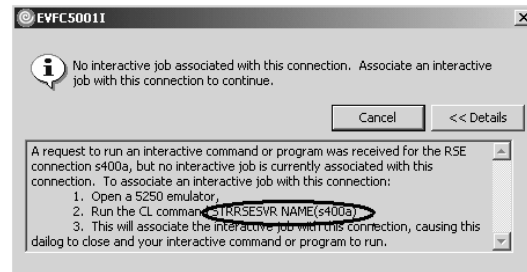 EVFC5001I
No interactive job associated with this connection. Associate an interactive
job with this connection to continue.
Cancel
<< Details
A request to run an interactive command or program was received for the RSE
connection s400a, but no interactive job is currently associated with this
connection. To associate an interactive job with this connection:
1. Open a 5250 emulator,
2. Run the CL command STRRSESVR NAME(s400a)
3. This will associate the interactive job with this connection, causing this
dailog to close and your interactive command or program to run.